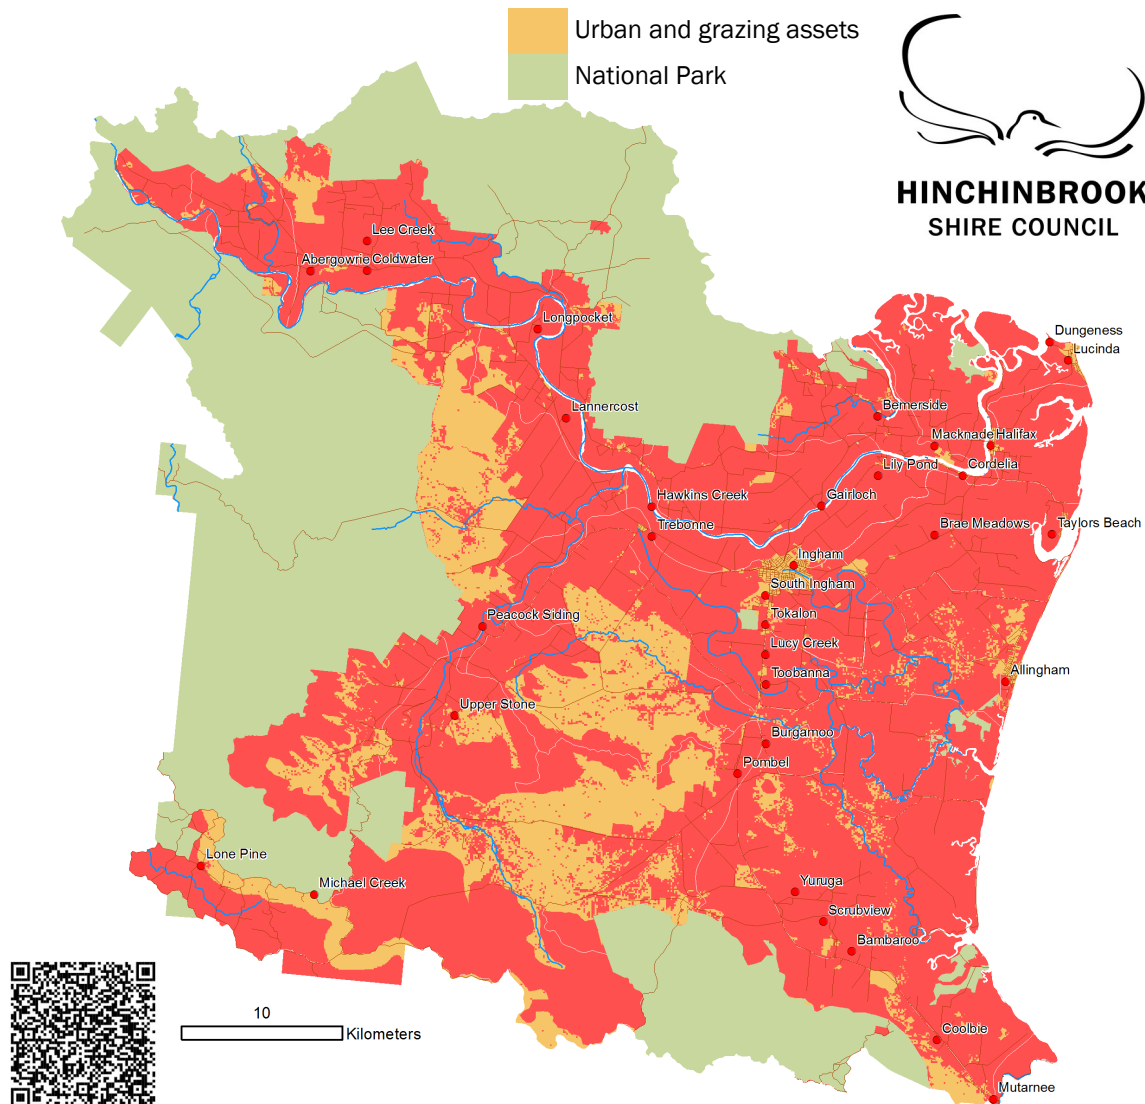 Urban and grazing assets
National Park
HINCHINBROOK
SHIRE COUNCIL
Lee Creek
Abergowrie Coldwater
Longpocket
Dungeness
Lucinda
Lannercost
Bemerside
Macknade Halifax
Lily Pond
Cordelia
Hawkins Creek
Gairloch
Trebonne
Brae Meadows
Taylors Beach
Ingham
South Ingham
Peacock Siding
Tokalon
Lucy Creek
Toobanna
Allingham
Upper Stone
Burgamoo
Pombel
Lone Pine
Michael Creek
Yuruga
Scrubview
Bambaroo
10
Kilometers
Coolbie
Mutarnee